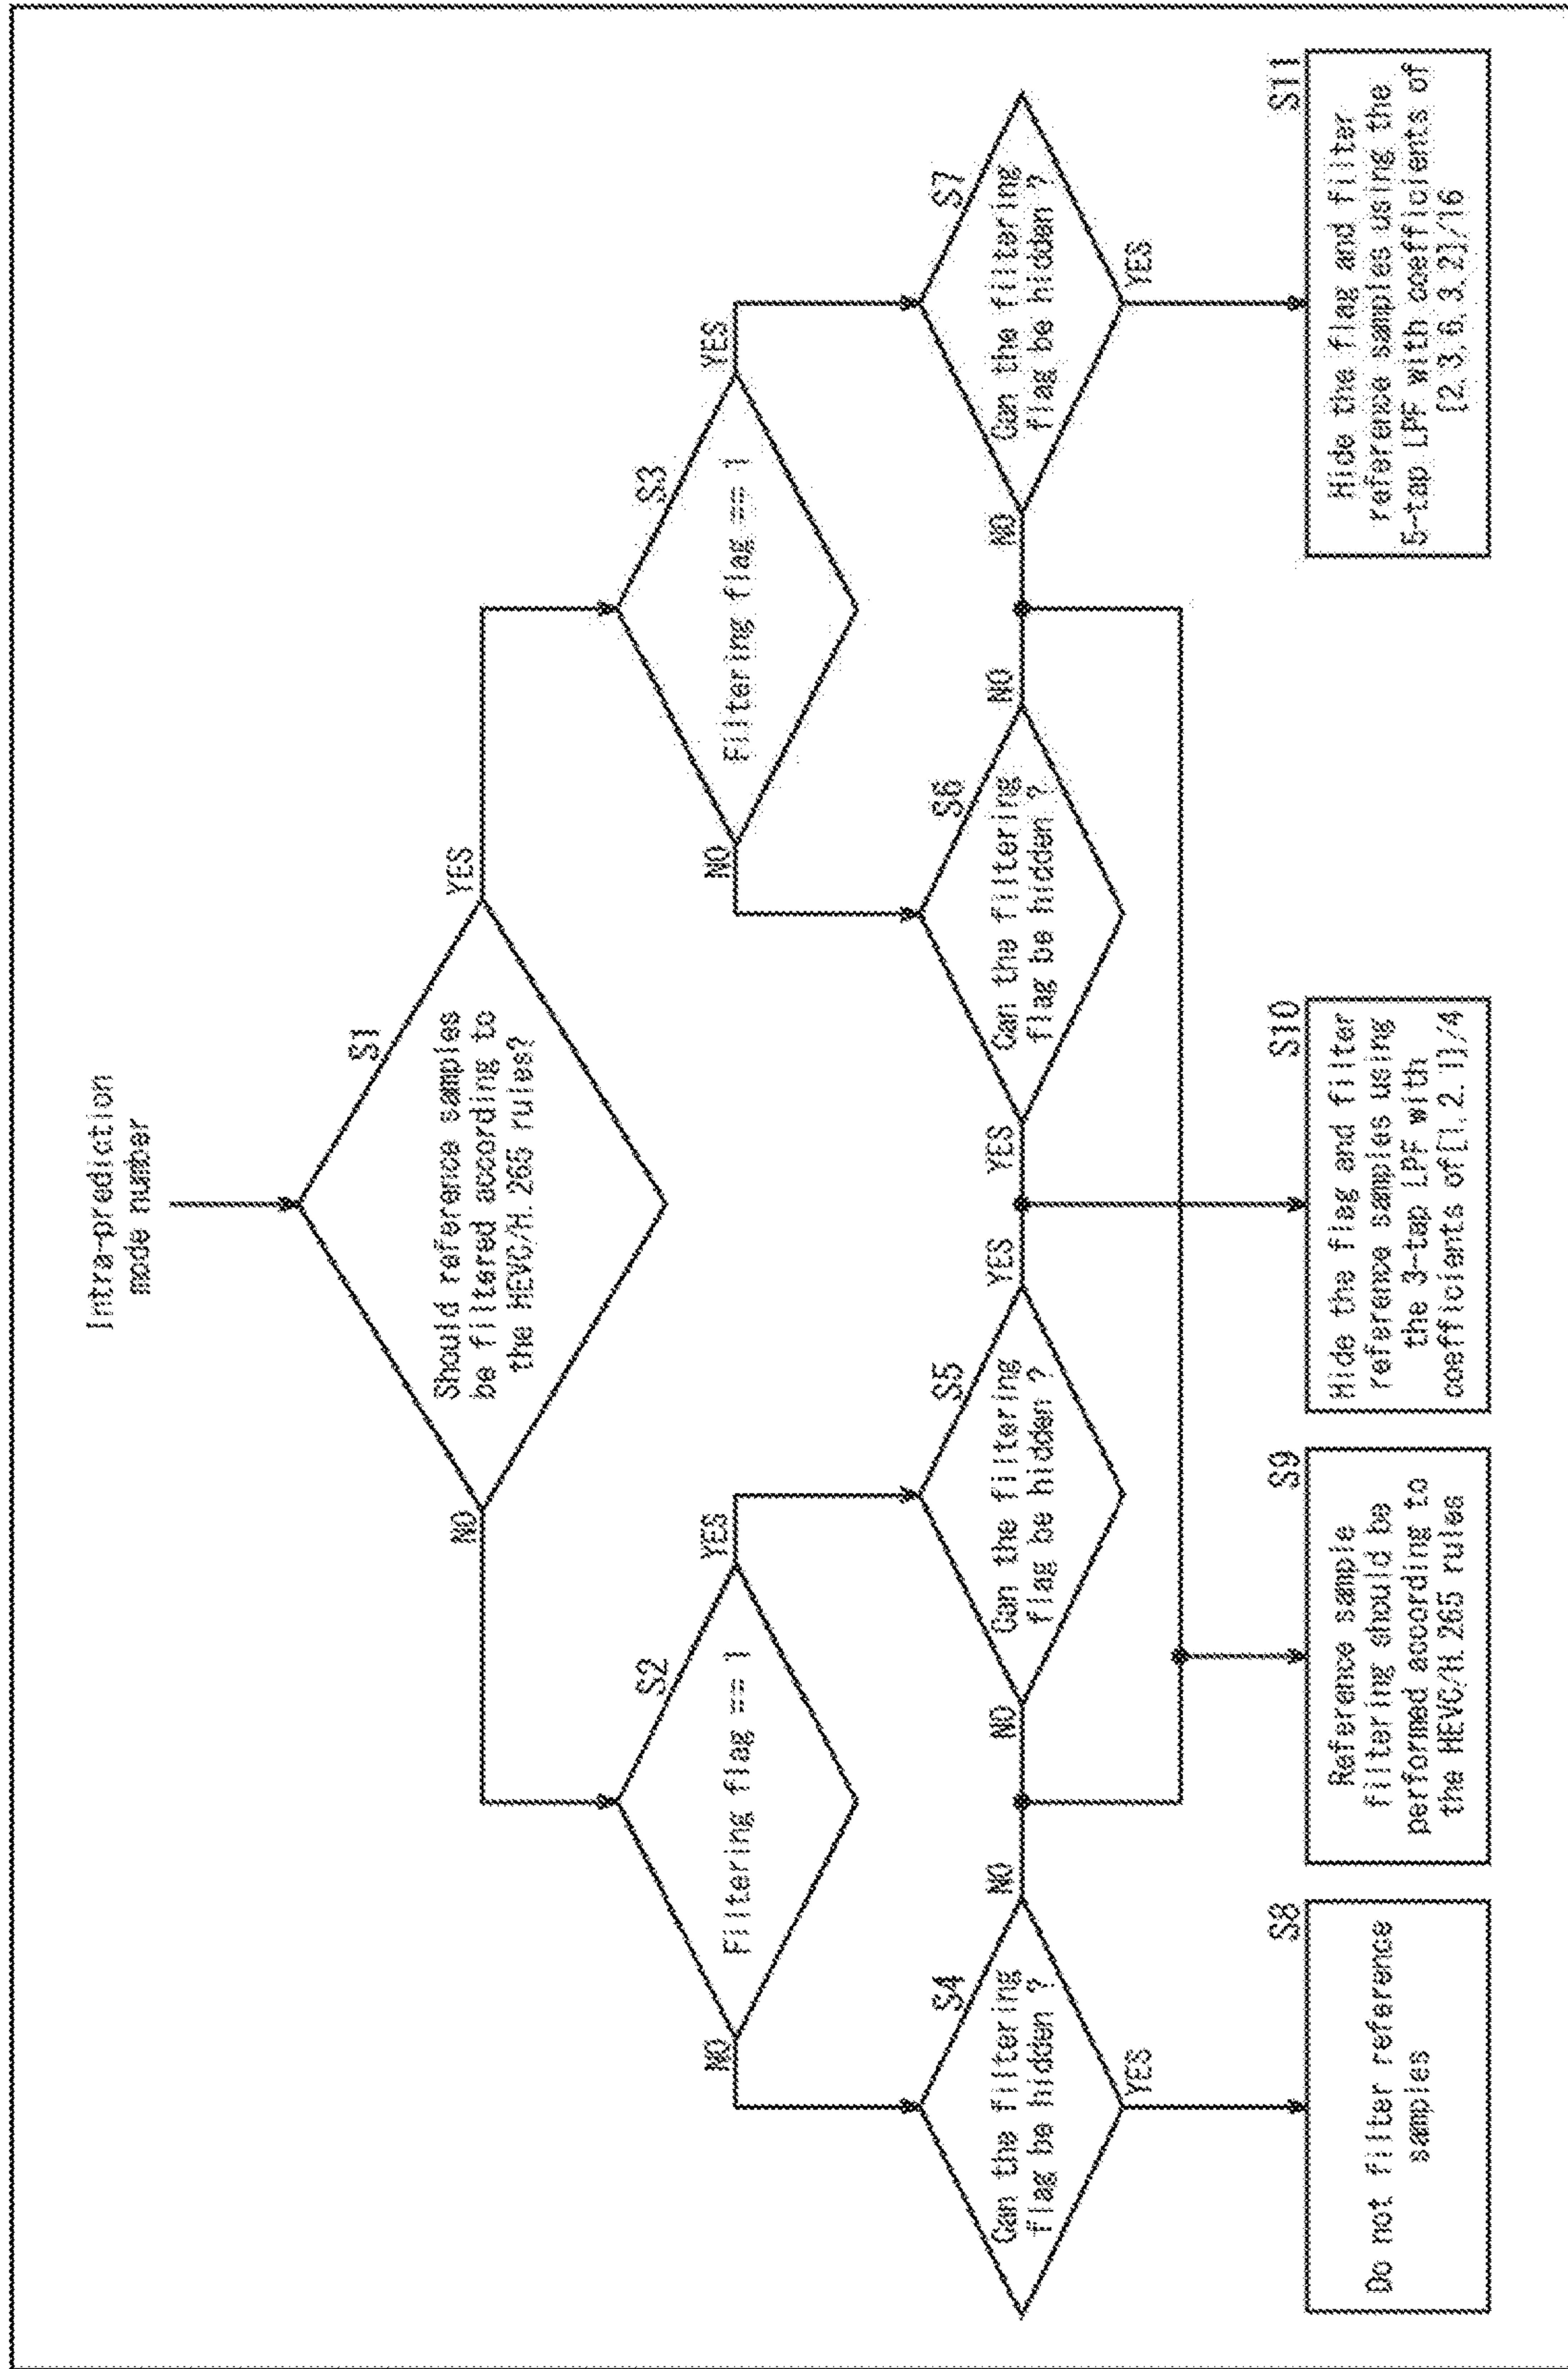 Intra-prediction
mode number
S1
Should reference samples
be filtered according to
the HEVC/H.265 rules?
NO
YES
S2
Filtering flag == 1
NO
YES
S3
Filtering flag == 1
NO
YES
S4
Can the filtering
flag be hidden ?
NO
YES
S5
Can the filtering
flag be hidden ?
NO
YES
S6
Can the filtering
flag be hidden ?
YES
NO
S7
Can the filtering
flag be hidden ?
NO
YES
S8
Do not filter reference
samples
S9
Reference sample
filtering should be
performed according to
the HEVC/H.265 rules
S10
Hide the flag and filter
reference samples using
the 3-tap LPF with
coefficients of[1,2,1]/4
S11
Hide the flag and filter
reference samples using the
5-tap LPF with coefficients of
[2,3,6,3,2]/16